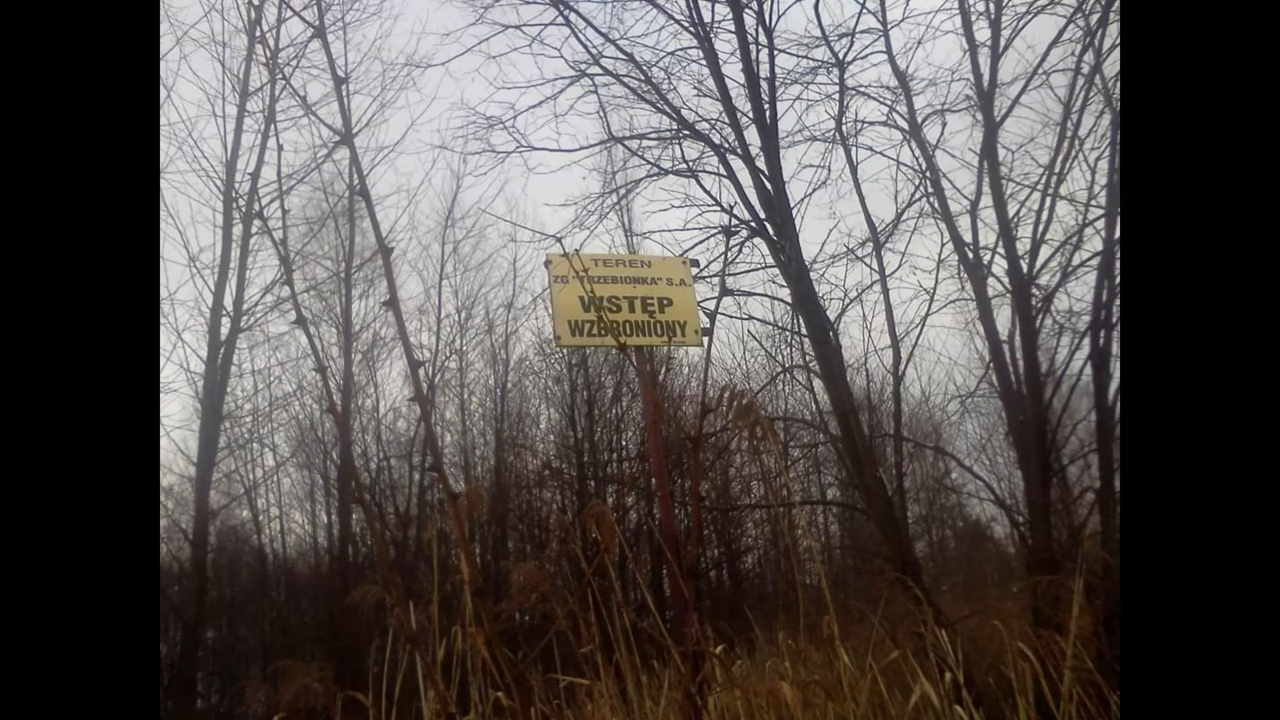 TEREN
ZG "TRZEBIONKA" S.A.
WSTĘP
WZBRONIONY